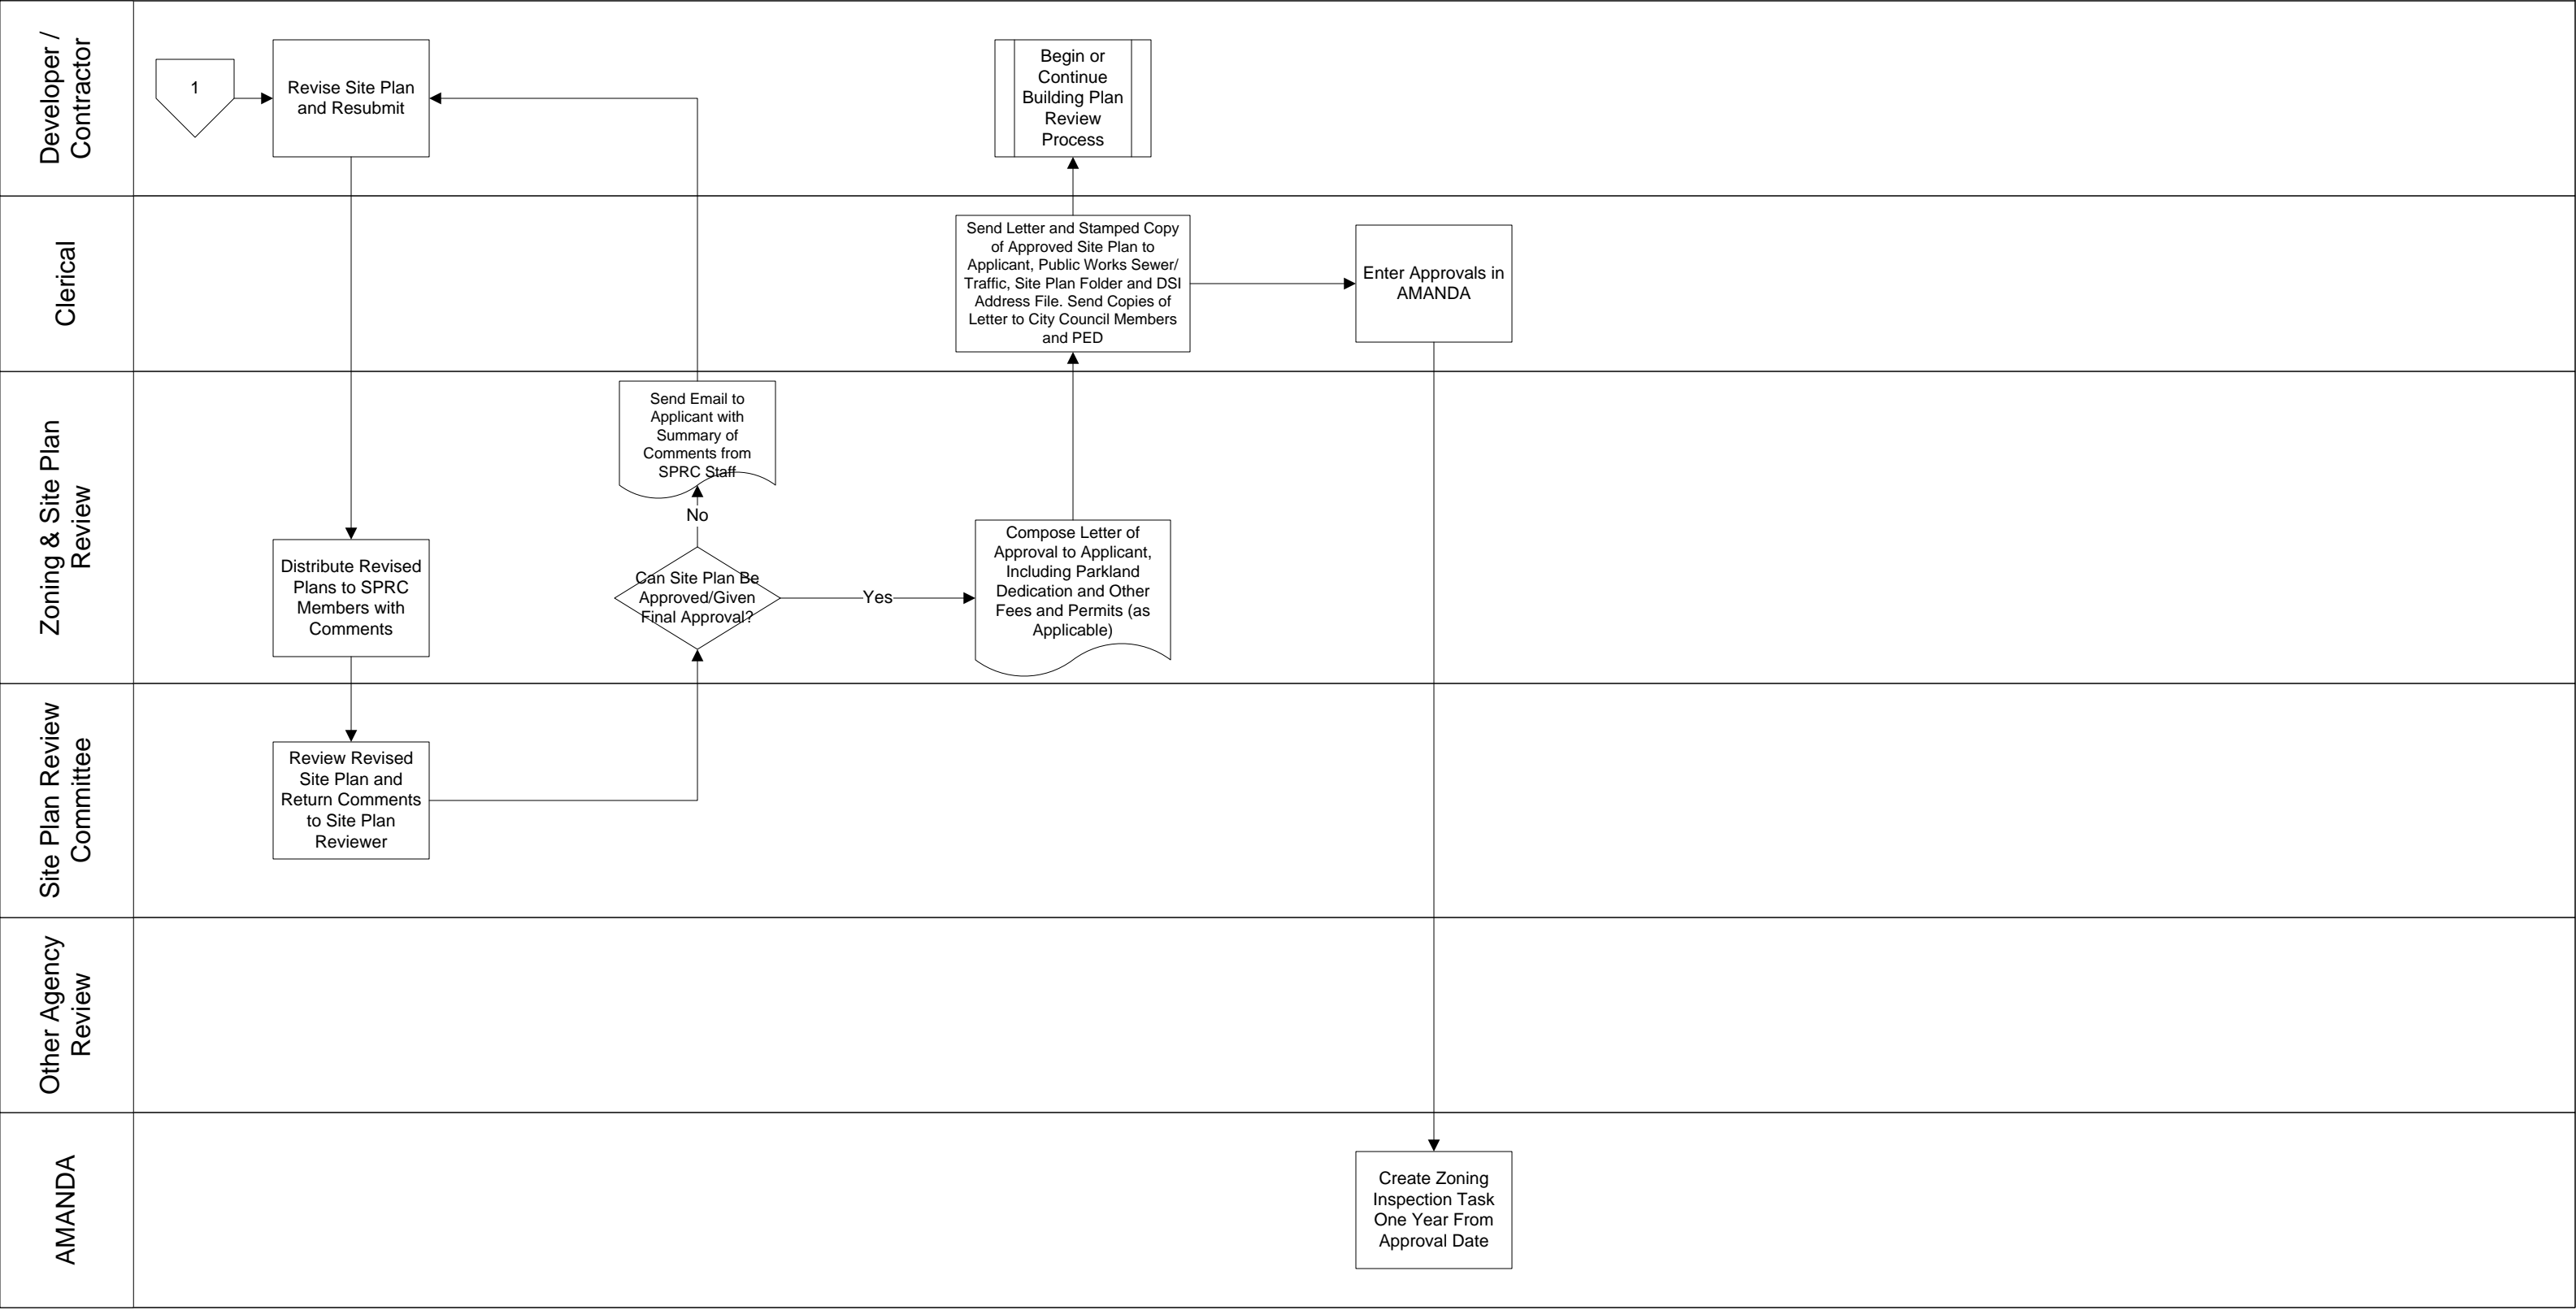 Developer /
Contractor
1
Revise Site Plan
and Resubmit
Begin or
Continue
Building Plan
Review
Process
Clerical
Send Letter and Stamped Copy
of Approved Site Plan to
Applicant, Public Works Sewer/
Traffic, Site Plan Folder and DSI
Address File. Send Copies of
Letter to City Council Members
and PED
Enter Approvals in
AMANDA
Zoning & Site Plan
Review
Send Email to
Applicant with
Summary of
Comments from
SPRC Staff
No
Distribute Revised
Plans to SPRC
Members with
Comments
Can Site Plan Be
Approved/Given
Final Approval?
Yes
Compose Letter of
Approval to Applicant,
Including Parkland
Dedication and Other
Fees and Permits (as
Applicable)
Site Plan Review
Committee
Review Revised
Site Plan and
Return Comments
to Site Plan
Reviewer
Other Agency
Review
AMANDA
Create Zoning
Inspection Task
One Year From
Approval Date